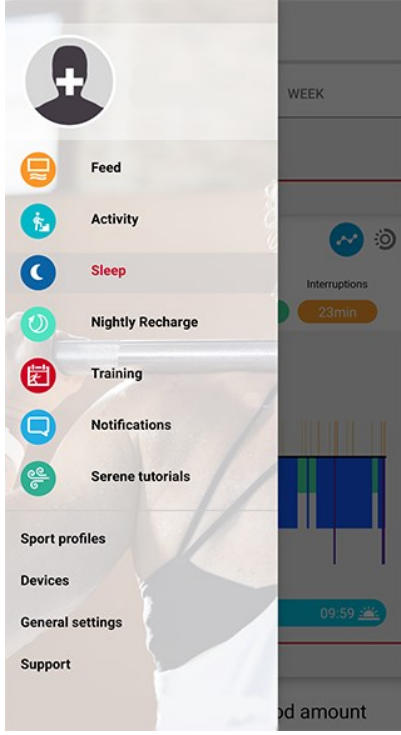 WEEK
Feed
Activity
Sleep
Interruptions
23min
Nightly Recharge
Training
Notifications
Serene tutorials
Sport profiles
Devices
09:59
General settings
Support
amount